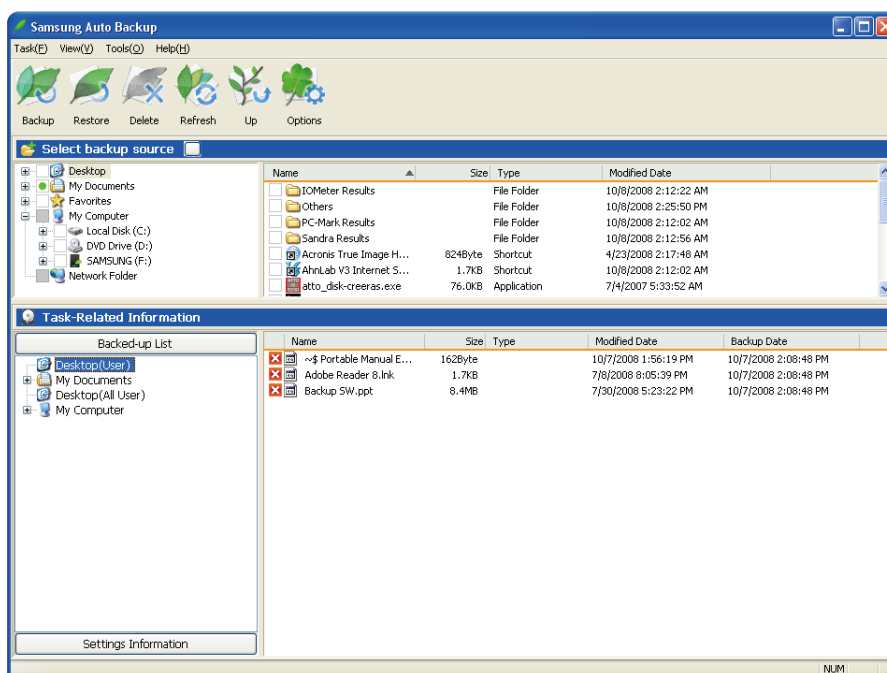 Samsung Auto Backup
Task(F) View(V) Tools(O) Help(H)
Backup Restore Delete Refresh Up Options
Select backup source
Desktop
My Documents
Favorites
My Computer
Local Disk (C:)
DVD Drive (D:)
SAMSUNG (F:)
Network Folder
Name Size Type Modified Date
IOMeter Results File Folder 10/8/2008 2:12:22 AM
Others File Folder 10/8/2008 2:25:50 PM
PC-Mark Results File Folder 10/8/2008 2:12:02 AM
Sandra Results File Folder 10/8/2008 2:12:56 AM
Acronis True Image H... 824Byte Shortcut 4/23/2008 2:17:48 AM
AhnLab V3 Internet S... 1.7KB Shortcut 10/8/2008 2:12:02 AM
atto_disk-creeras.exe 76.0KB Application 7/4/2007 5:33:52 AM
Task-Related Information
Backed-up List
Desktop(User)
My Documents
Desktop(All User)
My Computer
Settings Information
Name Size Type Modified Date Backup Date
~$ Portable Manual E... 162Byte 10/7/2008 1:56:19 PM 10/7/2008 2:08:48 PM
Adobe Reader 8.lnk 1.7KB 7/8/2008 8:05:39 PM 10/7/2008 2:08:48 PM
Backup SW.ppt 8.4MB 7/30/2008 5:23:22 PM 10/7/2008 2:08:48 PM
NUM